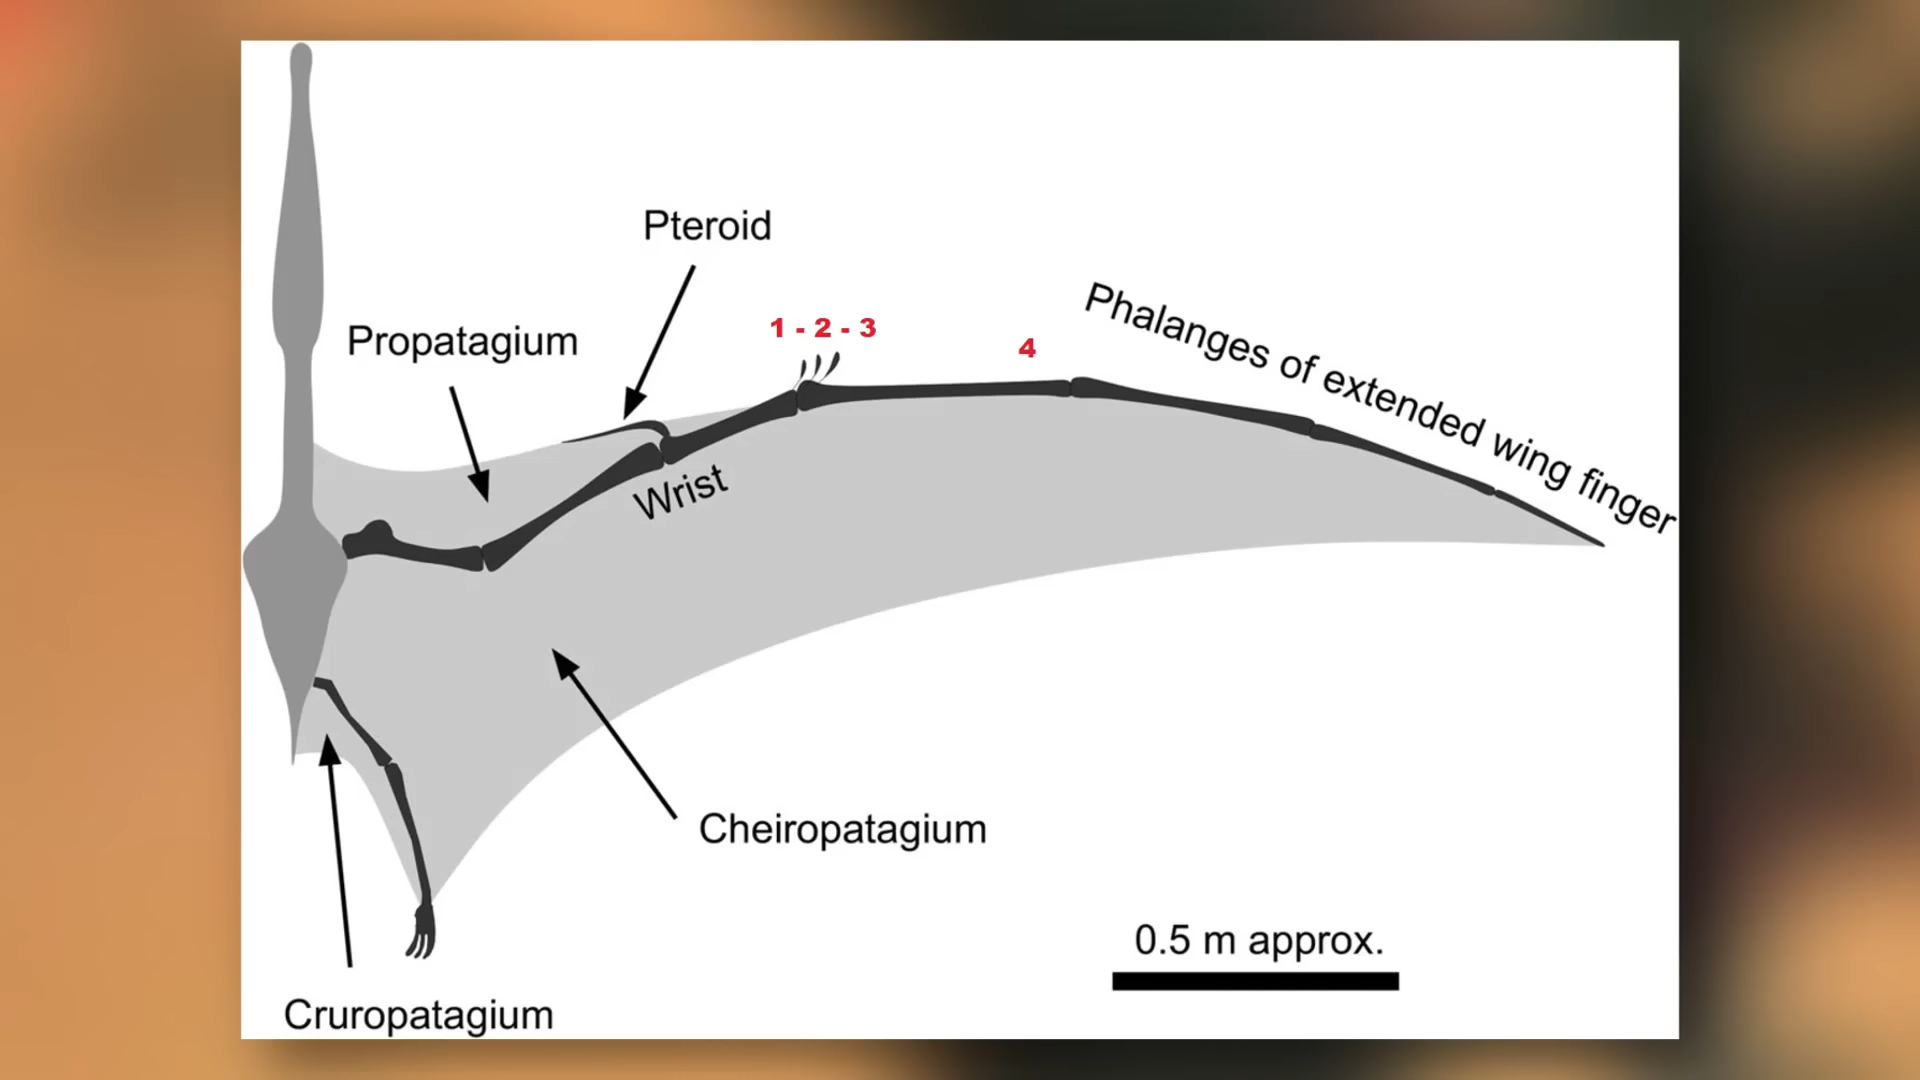 Pteroid
Propatagium
1 - 2 - 3
4
Phalanges of extended wing finger
Wrist
Cheiropatagium
0.5 m approx.
Cruropatagium